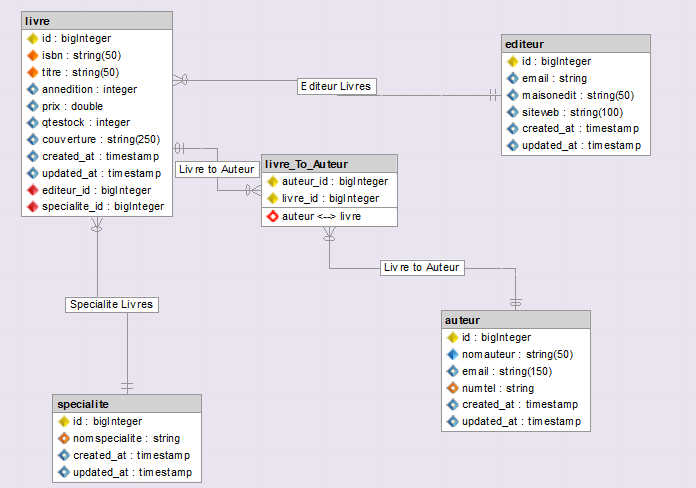 livre
id : bigInteger
isbn : string(50)
titre : string(50)
annedition : integer
prix : double
qtestock : integer
couverture : string(250)
created_at : timestamp
updated_at : timestamp
editeur_id : bigInteger
specialite_id : bigInteger
Editeur Livres
editeur
id : bigInteger
email : string
maisonedit : string(50)
siteweb : string(100)
created_at : timestamp
updated_at : timestamp
Livre to Auteur
livre_To_Auteur
auteur_id : bigInteger
livre_id : bigInteger
auteur <--> livre
Livre to Auteur
Specialite Livres
auteur
id : bigInteger
nomauteur : string(50)
email : string(150)
numtel : string
created_at : timestamp
updated_at : timestamp
specialite
id : bigInteger
nomspecialite : string
created_at : timestamp
updated_at : timestamp